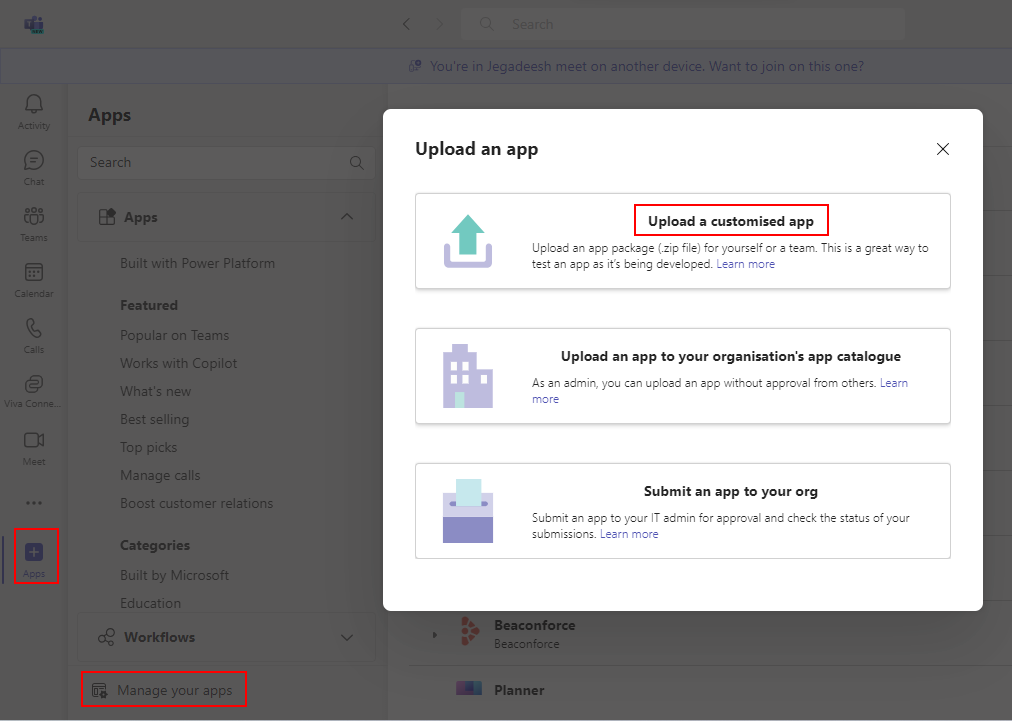 Search
You're in Jegadeesh meet on another device. Want to join on this one?
Activity
Chat
Teams
Calendar
Calls
Viva Conne...
Meet
Apps
Apps
Search
Apps
Built with Power Platform
Featured
Popular on Teams
Works with Copilot
What's new
Best selling
Top picks
Manage calls
Boost customer relations
Categories
Built by Microsoft
Education
Workflows
Manage your apps
Upload an app
Upload a customised app
Upload an app package (.zip file) for yourself or a team. This is a great way to
test an app as it's being developed. Learn more
Upload an app to your organisation's app catalogue
As an admin, you can upload an app without approval from others. Learn
more
Submit an app to your org
Submit an app to your IT admin for approval and check the status of your
submissions. Learn more
Beaconforce
Beaconforce
Planner